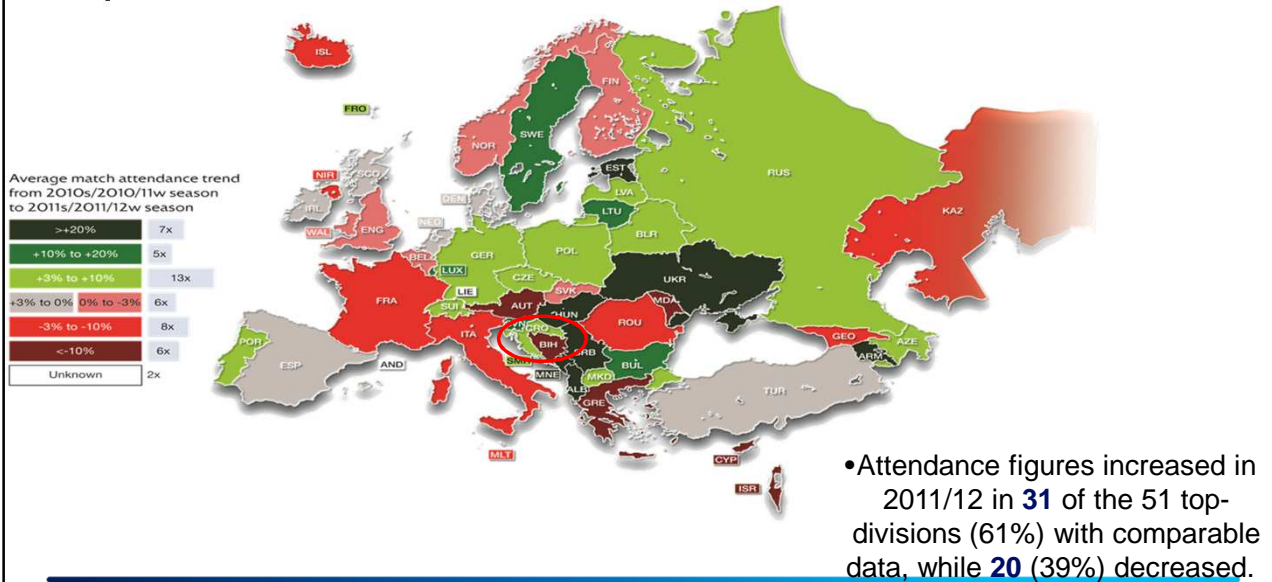 ISL
FRO
FIN
NOR
SWE
RUS
EST
LVA
LTU
BLR
NIR
SCO
IRL
DEN
WAL
ENG
NED
BEL
GER
POL
KAZ
LUX
CZE
UKR
LIE
SVK
FRA
SUI
AUT
HUN
MDA
ITA
CRO
ROU
BIH
SRB
GEO
AZE
POR
ESP
AND
SMR
MNE
BUL
ARM
ALB
MKD
TUR
GRE
MLT
CYP
ISR
Average match attendance trend
from 2010s/2010/11w season
to 2011s/2011/12w season
>+20% 7x
+10% to +20% 5x
+3% to +10% 13x
+3% to 0% 0% to -3% 6x
-3% to -10% 8x
<-10% 6x
Unknown 2x
•Attendance figures increased in
2011/12 in 31 of the 51 top-
divisions (61%) with comparable
data, while 20 (39%) decreased.